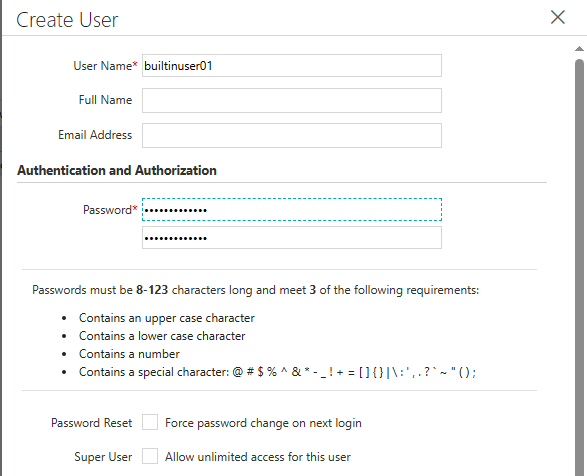 Create User
User Name* builtinuser01
Full Name
Email Address
Authentication and Authorization
Password* •••••••••••••
•••••••••••••
Passwords must be 8-123 characters long and meet 3 of the following requirements:
• Contains an upper case character
• Contains a lower case character
• Contains a number
• Contains a special character: @ # $ % ^ & * - _ ! + = [ ] { } | \ : ' , . ? ` ~ " ( ) ;
Password Reset Force password change on next login
Super User Allow unlimited access for this user